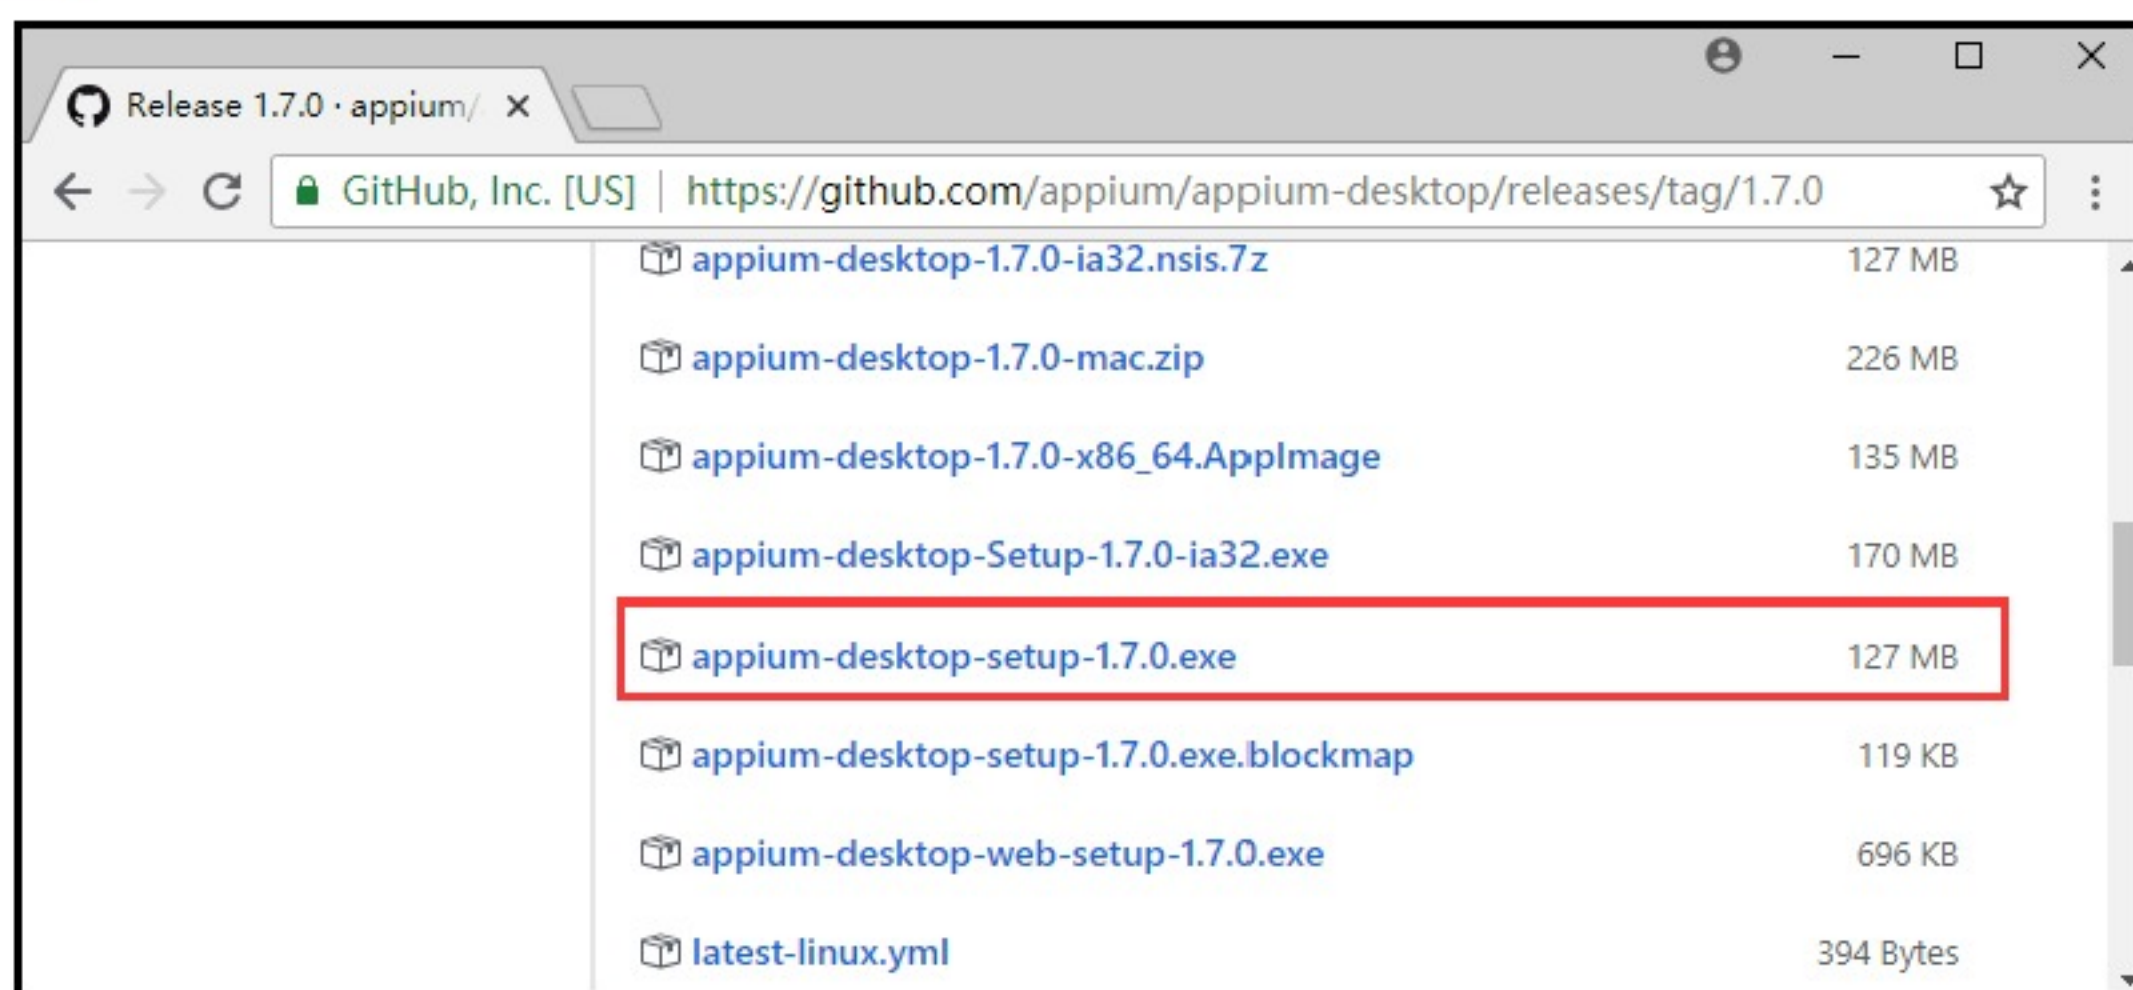 Release 1.7.0 · appium/
GitHub, Inc. [US] | https://github.com/appium/appium-desktop/releases/tag/1.7.0
appium-desktop-1.7.0-ia32.nsis.7z 127 MB
appium-desktop-1.7.0-mac.zip 226 MB
appium-desktop-1.7.0-x86_64.AppImage 135 MB
appium-desktop-Setup-1.7.0-ia32.exe 170 MB
appium-desktop-setup-1.7.0.exe 127 MB
appium-desktop-setup-1.7.0.exe.blockmap 119 KB
appium-desktop-web-setup-1.7.0.exe 696 KB
latest-linux.yml 394 Bytes